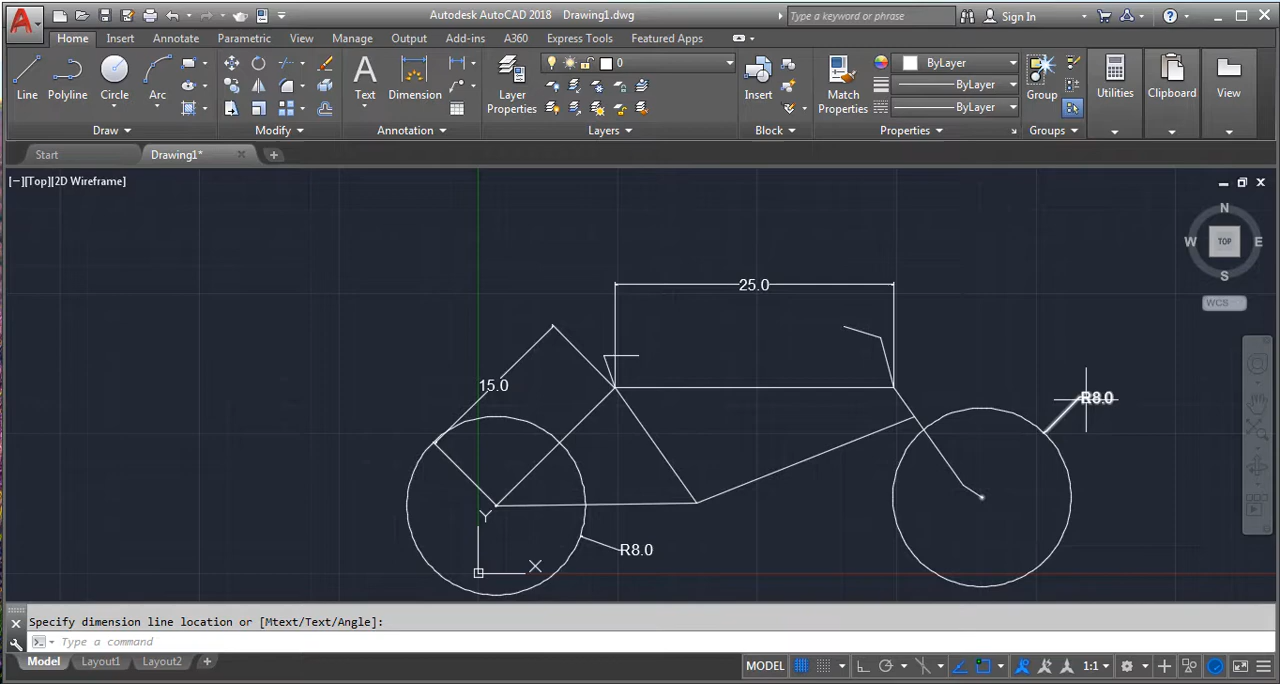 Autodesk AutoCAD 2018 Drawing1.dwg
Type a keyword or phrase
Sign In
Home Insert Annotate Parametric View Manage Output Add-ins A360 Express Tools Featured Apps
Line Polyline Circle Arc
Text Dimension
Layer Properties
0
Insert
Match Properties
ByLayer
ByLayer
ByLayer
Group
Utilities
Clipboard
View
Draw Modify Annotation Layers Block Properties Groups
Start Drawing1*
[−][Top][2D Wireframe]
N
W TOP E
S
WCS
25.0
15.0
R8.0
R8.0
Y
X
Specify dimension line location or [Mtext/Text/Angle]:
Type a command
Model Layout1 Layout2
MODEL
1:1